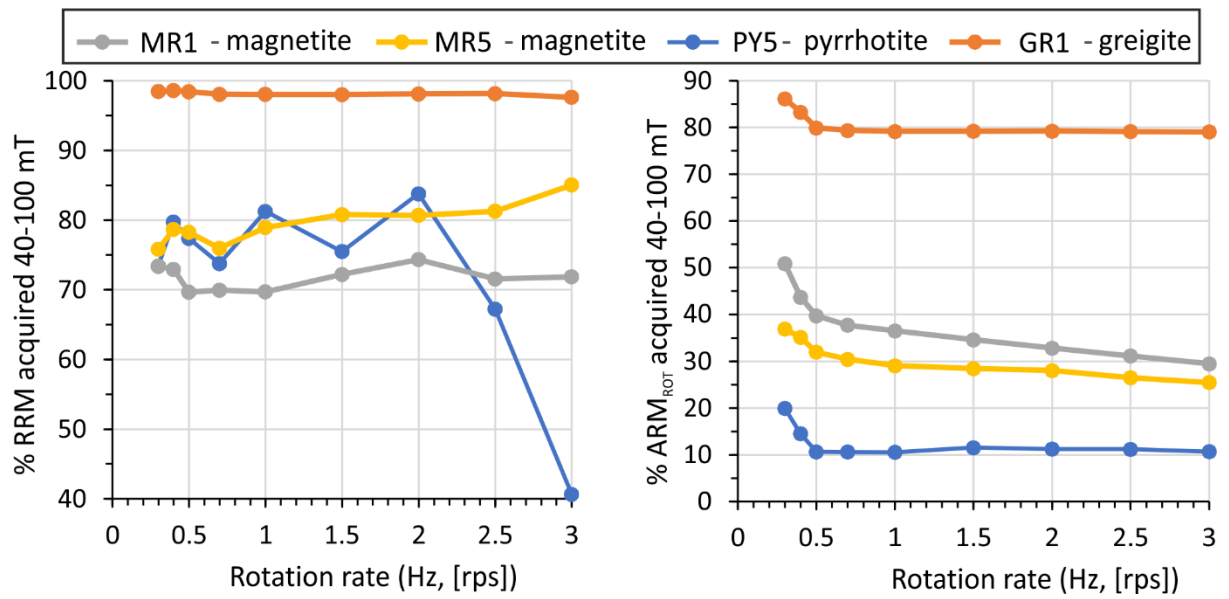 MR1 - magnetite MR5 - magnetite PY5- pyrrhotite GR1 - greigite
% RRM acquired 40-100 mT
100
90
80
70
60
50
40
0 0.5 1 1.5 2 2.5 3
Rotation rate (Hz, [rps])
% ARM_ROT acquired 40-100 mT
90
80
70
60
50
40
30
20
10
0
0 0.5 1 1.5 2 2.5 3
Rotation rate (Hz, [rps])